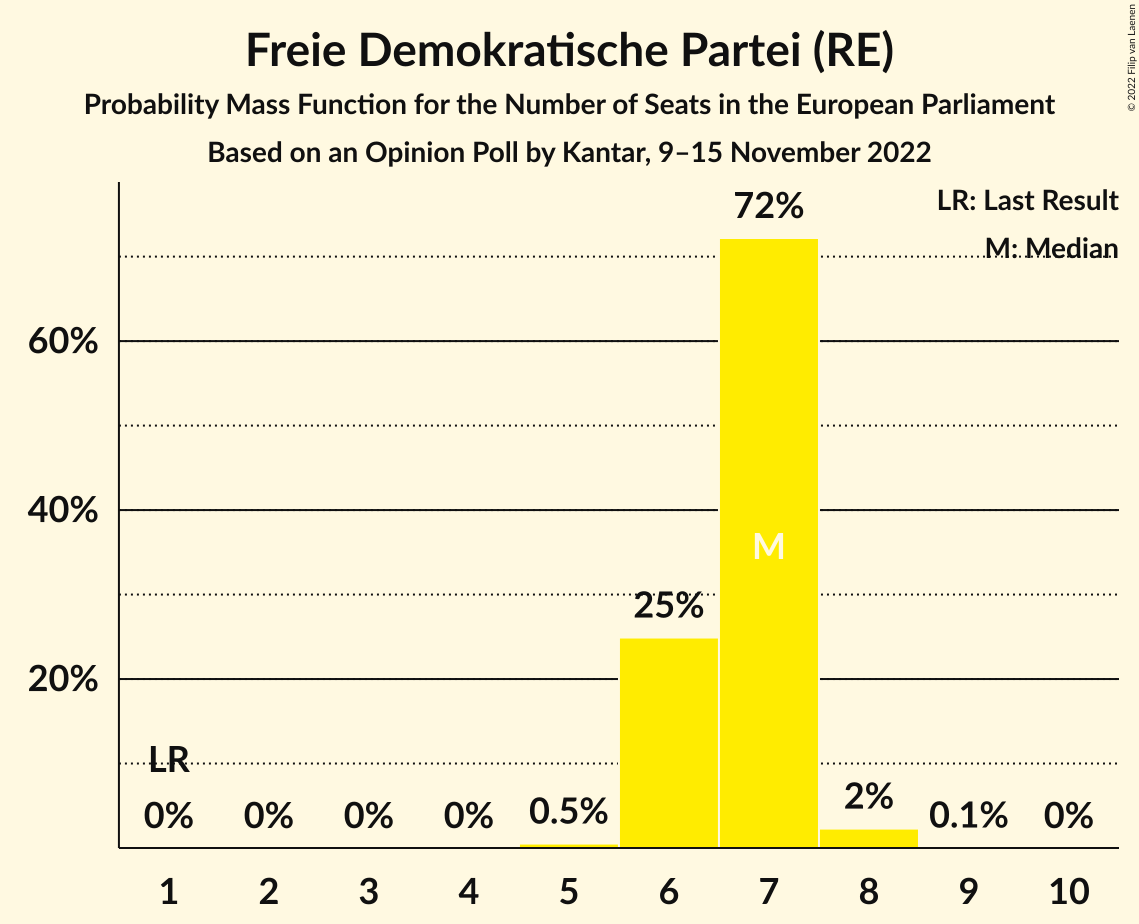 © 2022 Filip van Laenen
Freie Demokratische Partei (RE)
Probability Mass Function for the Number of Seats in the European Parliament
Based on an Opinion Poll by Kantar, 9–15 November 2022
LR: Last Result
M: Median
72%
60%
40%
M
25%
20%
LR
0% 0% 0% 0% 0.5% 2% 0.1% 0%
1 2 3 4 5 6 7 8 9 10